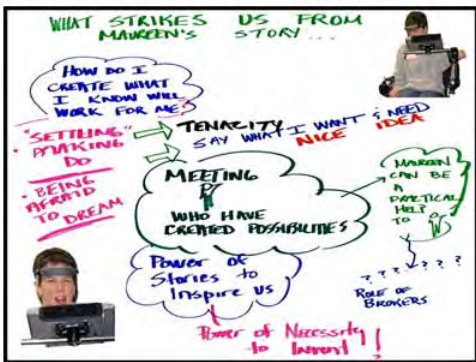 WHAT STRIKES US FROM
MAUREEN'S STORY...
HOW DO I
CREATE WHAT
I KNOW WILL
WORK FOR ME?
• "SETTLING"
MAKING
DO
• BEING
AFRAID
TO DREAM
TENACITY
SAY WHAT I WANT & NEED
NICE IDEA
MEETING
WHO HAVE
CREATED POSSIBILITIES
MAUREEN
CAN BE
A
PRACTICAL
HELP
TO
? ? ? ? ? ?
ROLE OF
BROKERS
Power of
Stories to
Inspire us
Power of Necessity
to Invent!